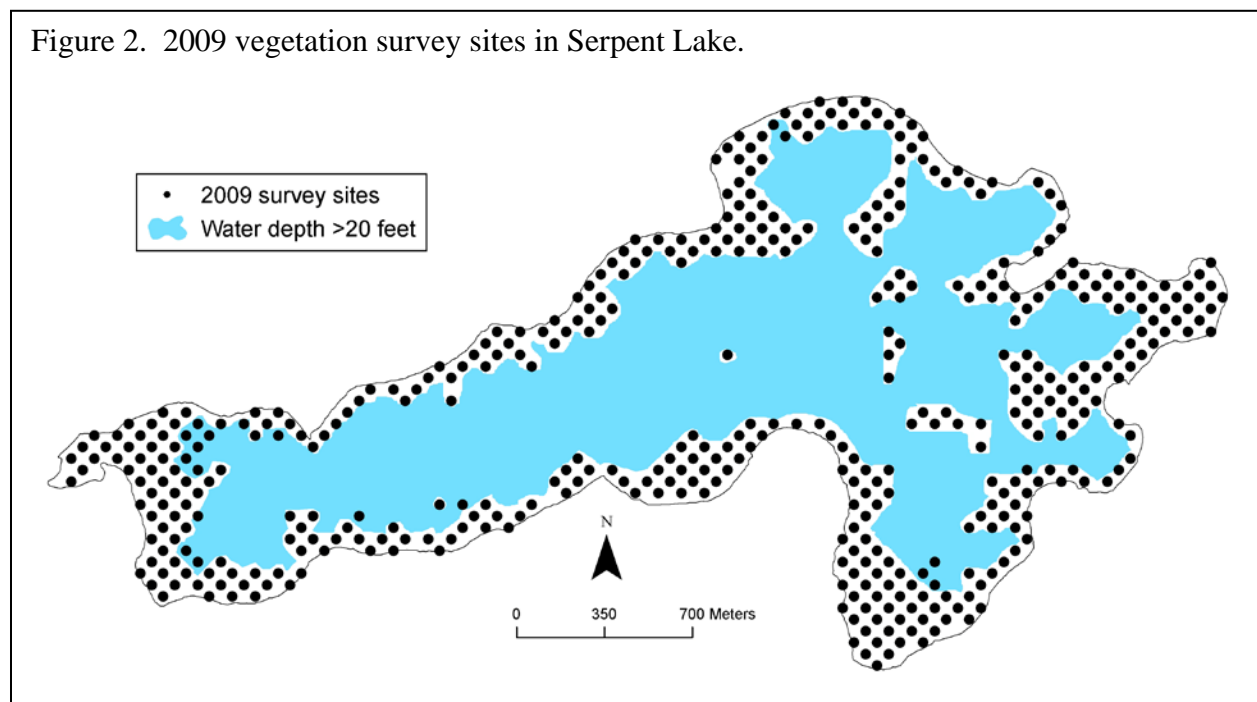 Figure 2.  2009 vegetation survey sites in Serpent Lake.
2009 survey sites
Water depth >20 feet
N
0 350 700 Meters